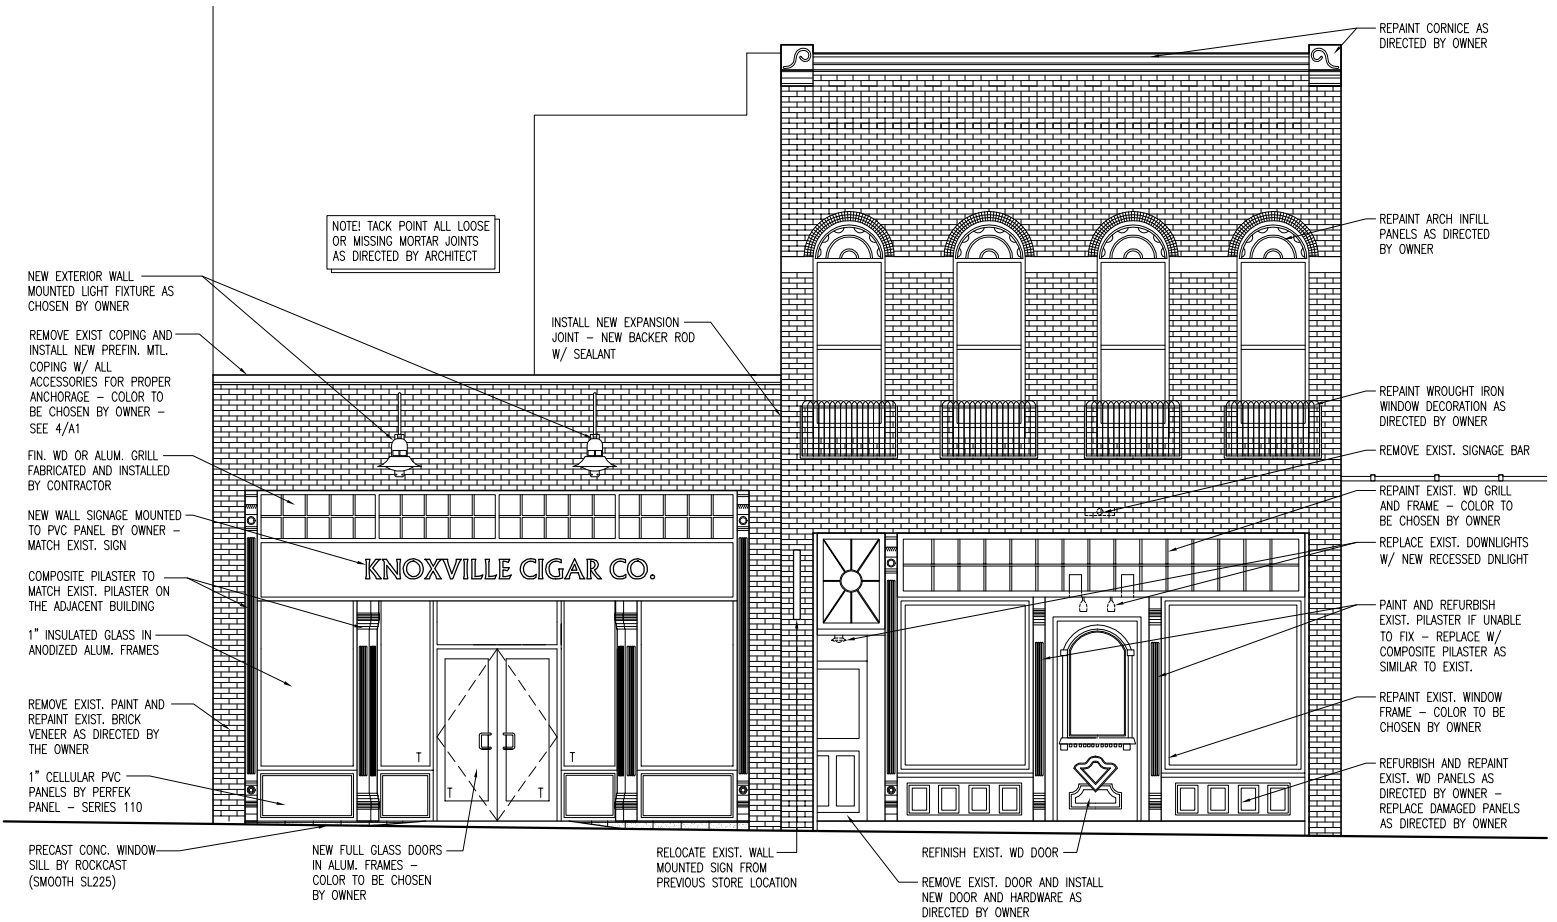 REPAINT CORNICE AS
DIRECTED BY OWNER
NOTE! TACK POINT ALL LOOSE
OR MISSING MORTAR JOINTS
AS DIRECTED BY ARCHITECT
REPAINT ARCH INFILL
PANELS AS DIRECTED
BY OWNER
NEW EXTERIOR WALL
MOUNTED LIGHT FIXTURE AS
CHOSEN BY OWNER
REMOVE EXIST COPING AND
INSTALL NEW PREFIN. MTL.
COPING W/ ALL
ACCESSORIES FOR PROPER
ANCHORAGE – COLOR TO
BE CHOSEN BY OWNER –
SEE 4/A1
INSTALL NEW EXPANSION
JOINT – NEW BACKER ROD
W/ SEALANT
REPAINT WROUGHT IRON
WINDOW DECORATION AS
DIRECTED BY OWNER
REMOVE EXIST. SIGNAGE BAR
FIN. WD OR ALUM. GRILL
FABRICATED AND INSTALLED
BY CONTRACTOR
REPAINT EXIST. WD GRILL
AND FRAME – COLOR TO
BE CHOSEN BY OWNER
NEW WALL SIGNAGE MOUNTED
TO PVC PANEL BY OWNER –
MATCH EXIST. SIGN
REPLACE EXIST. DOWNLIGHTS
W/ NEW RECESSED DNLIGHT
KNOXVILLE CIGAR CO.
COMPOSITE PILASTER TO
MATCH EXIST. PILASTER ON
THE ADJACENT BUILDING
PAINT AND REFURBISH
EXIST. PILASTER IF UNABLE
TO FIX – REPLACE W/
COMPOSITE PILASTER AS
SIMILAR TO EXIST.
1" INSULATED GLASS IN
ANODIZED ALUM. FRAMES
REMOVE EXIST. PAINT AND
REPAINT EXIST. BRICK
VENEER AS DIRECTED BY
THE OWNER
REPAINT EXIST. WINDOW
FRAME – COLOR TO BE
CHOSEN BY OWNER
T
T
T
T
1" CELLULAR PVC
PANELS BY PERFEK
PANEL – SERIES 110
REFURBISH AND REPAINT
EXIST. WD PANELS AS
DIRECTED BY OWNER –
REPLACE DAMAGED PANELS
AS DIRECTED BY OWNER
PRECAST CONC. WINDOW
SILL BY ROCKCAST
(SMOOTH SL225)
NEW FULL GLASS DOORS
IN ALUM. FRAMES –
COLOR TO BE CHOSEN
BY OWNER
RELOCATE EXIST. WALL
MOUNTED SIGN FROM
PREVIOUS STORE LOCATION
REFINISH EXIST. WD DOOR
REMOVE EXIST. DOOR AND INSTALL
NEW DOOR AND HARDWARE AS
DIRECTED BY OWNER